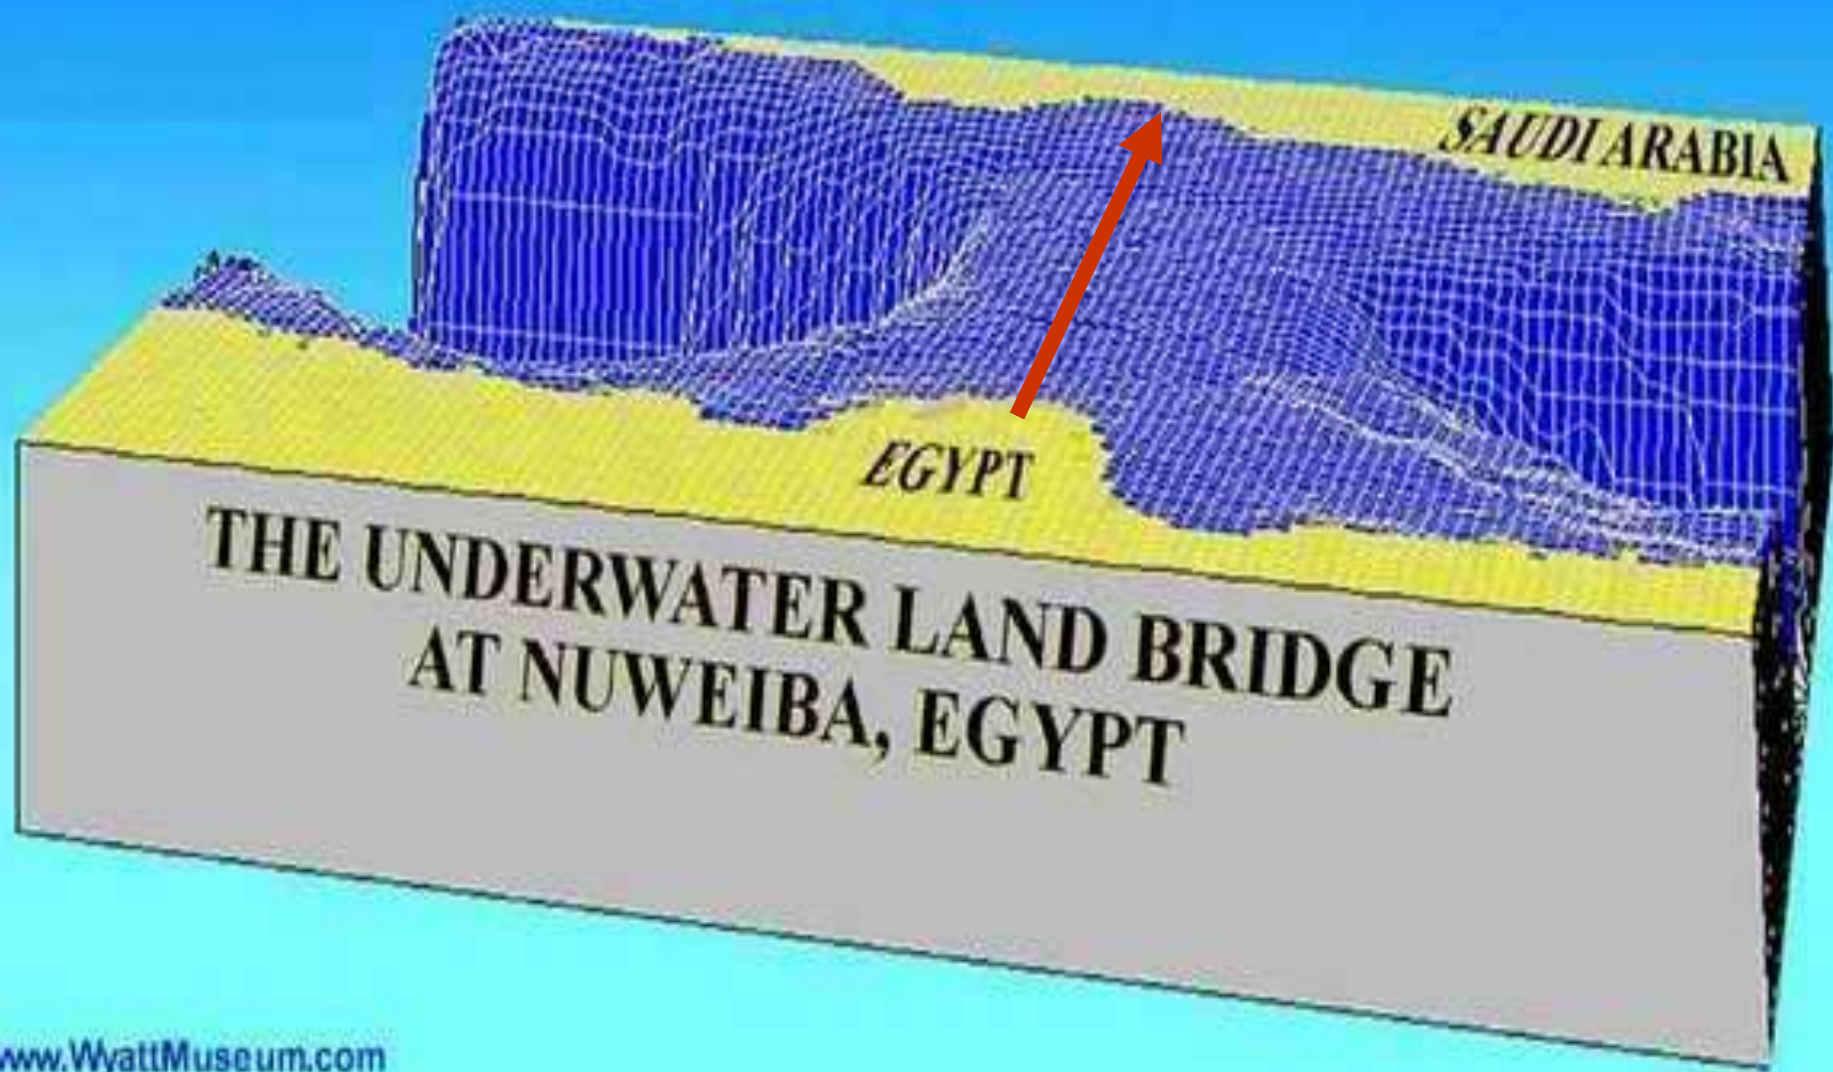 SAUDI ARABIA
EGYPT
THE UNDERWATER LAND BRIDGE
AT NUWEIBA, EGYPT
www.WyattMuseum.com